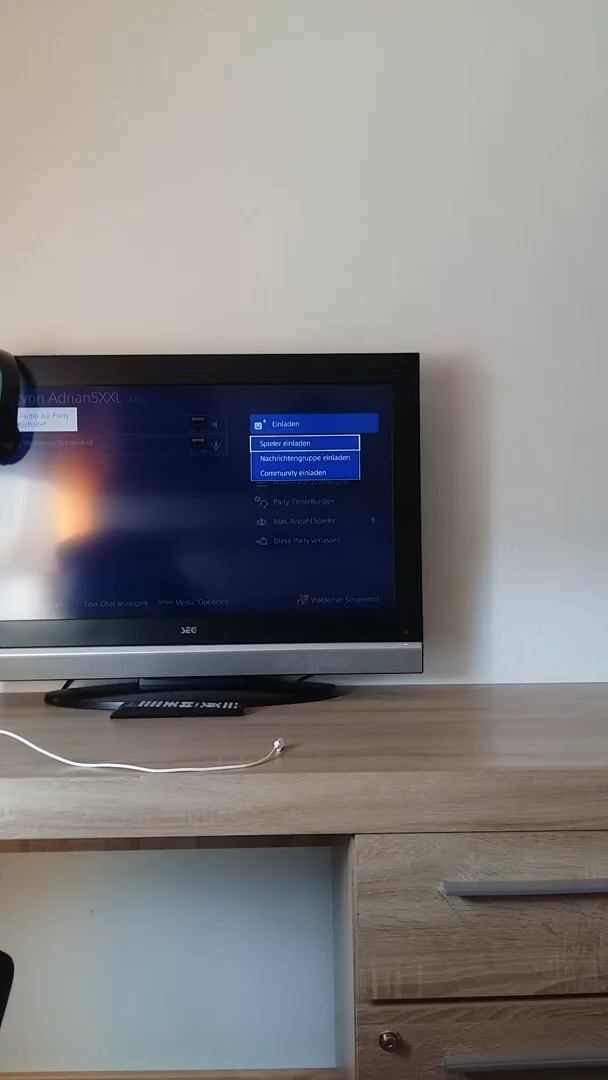 von Adrian5XXL
Audio zur Party
Waldemar Schoenhof
Einladen
Spieler einladen
Nachrichtengruppe einladen
Community einladen
Party-Einstellungen
Max. Anzahl Spieler 8
Diese Party verlassen
Text-Chat anzeigen
Menü "Optionen"
Waldemar Schoenhof
SEG